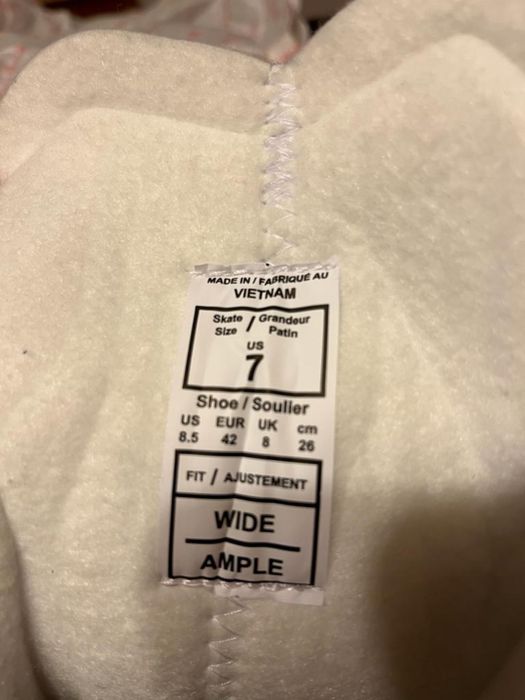 MADE IN / FABRIQUÉ AU
VIETNAM
Skate / Grandeur
Size Patin
US
7
Shoe / Soulier
US EUR UK cm
8.5 42 8 26
FIT / AJUSTEMENT
WIDE
AMPLE